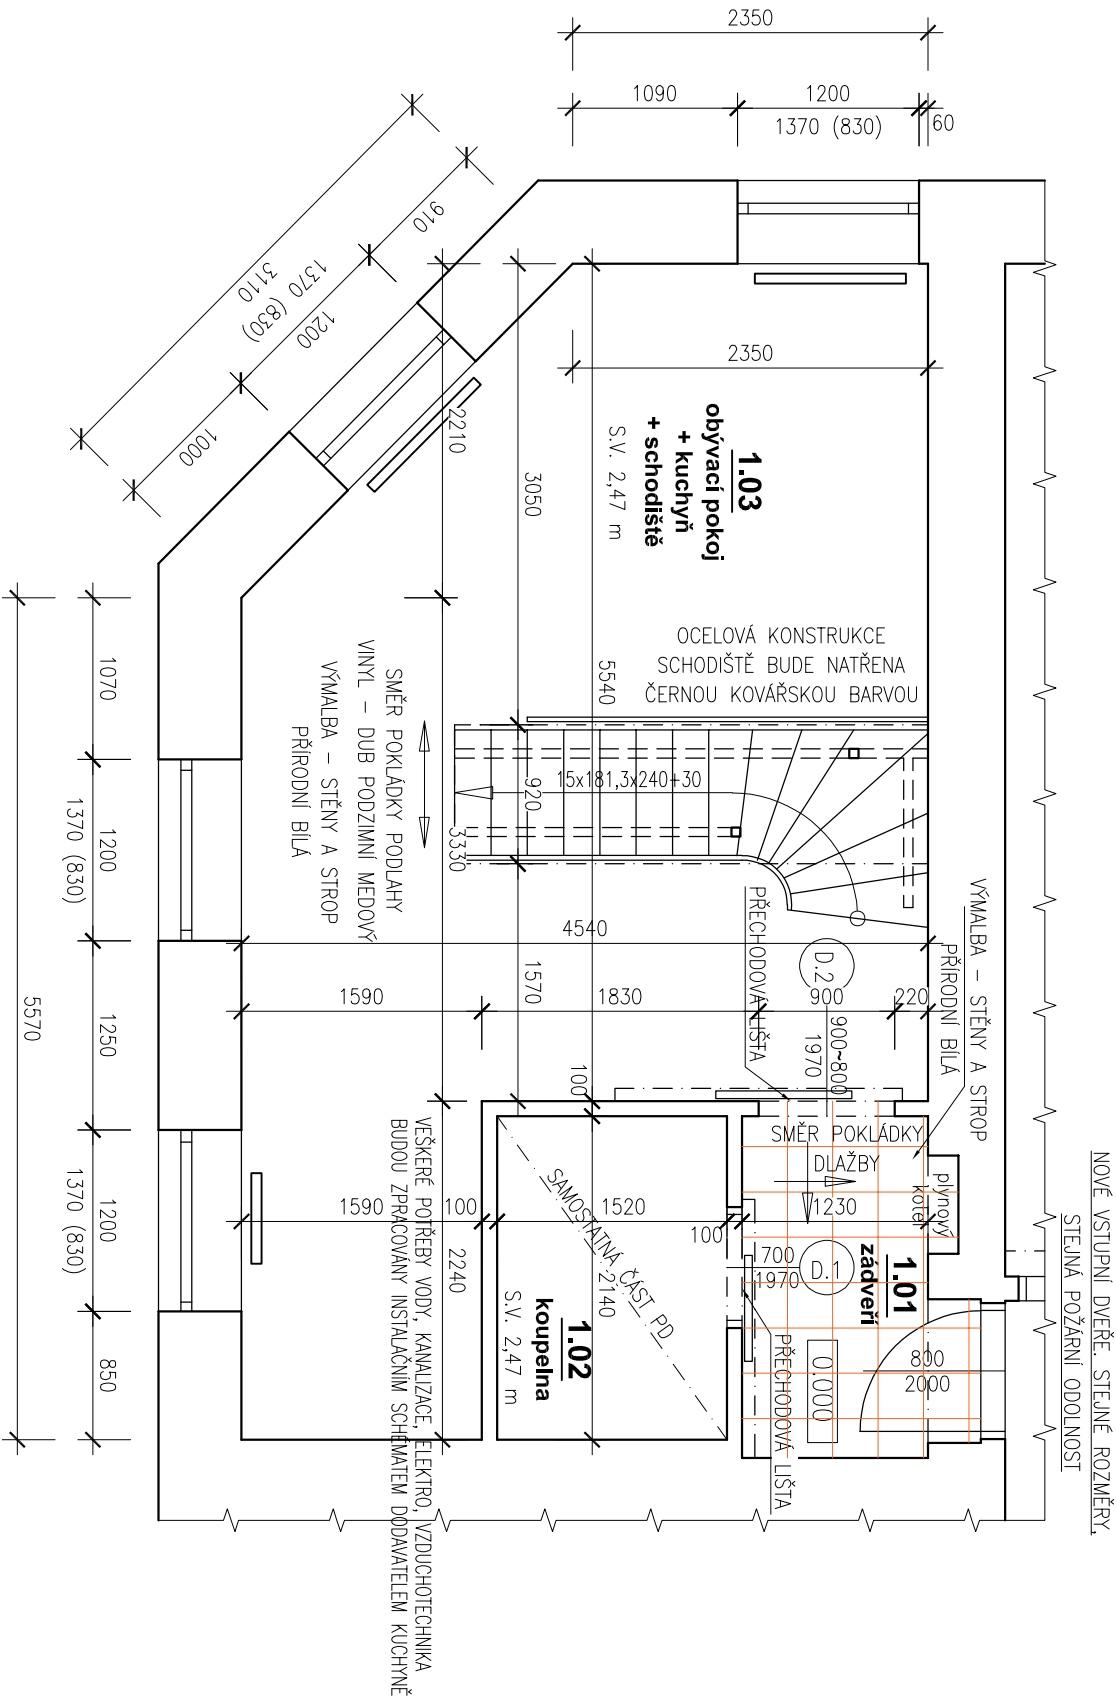 2350
1090
1200
1370 (830)
60
910
1200
1370 (830)
3110
1000
2210
3050
5540
2350
1.03
obývací pokoj
+ kuchyň
+ schodiště
S.V. 2,47 m
OCELOVÁ KONSTRUKCE
SCHODIŠTĚ BUDE NATŘENA
ČERNOU KOVÁŘSKOU BARVOU
SMĚR POKLÁDKY PODLAHY
VINYL – DUB PODZIMNÍ MEDOVÝ
VÝMALBA – STĚNY A STROP
PŘÍRODNÍ BÍLÁ
15x181,3x240+30
920
3330
1070
1200
1370 (830)
1250
1200
1370 (830)
850
5570
4540
1570
1590
1830
900
220
D.2
900~800
1970
PŘECHODOVÁ LIŠTA
VÝMALBA – STĚNY A STROP
PŘÍRODNÍ BÍLÁ
100
SMĚR POKLÁDKY
DLAŽBY
plynový
kotel
1590
100
1520
100
1230
2240
2140
SAMOSTATNÁ ČÁST PD
1.02
koupelna
S.V. 2,47 m
700
1970
D.1
1.01
zádveří
0.000
800
2000
PŘECHODOVÁ LIŠTA
VEŠKERÉ POTŘEBY VODY, KANALIZACE, ELEKTRO, VZDUCHOTECHNIKA
BUDOU ZPRACOVÁNY INSTALAČNÍM SCHÉMATEM DODAVATELEM KUCHYNĚ
NOVÉ VSTUPNÍ DVEŘE. STEJNÉ ROZMĚRY,
STEJNÁ POŽÁRNÍ ODOLNOST